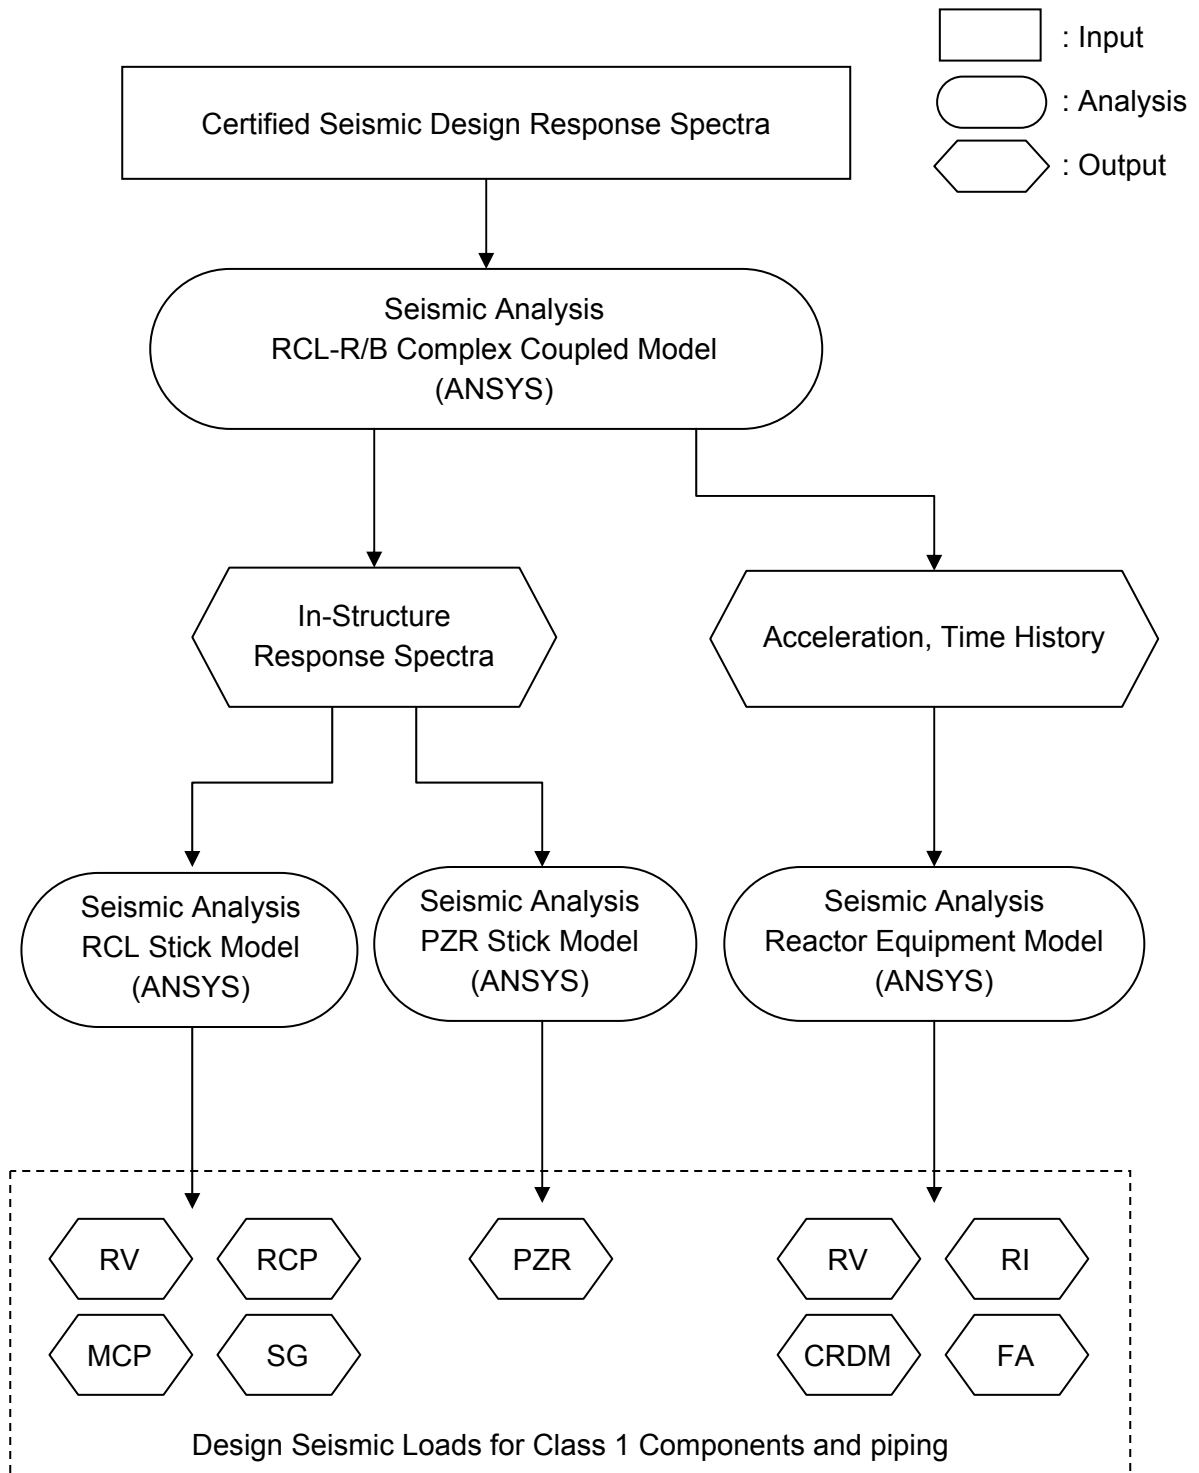 : Input
: Analysis
: Output
Certified Seismic Design Response Spectra
Seismic Analysis
RCL-R/B Complex Coupled Model
(ANSYS)
In-Structure
Response Spectra
Acceleration, Time History
Seismic Analysis
RCL Stick Model
(ANSYS)
Seismic Analysis
PZR Stick Model
(ANSYS)
Seismic Analysis
Reactor Equipment Model
(ANSYS)
RV
RCP
MCP
SG
PZR
RV
RI
CRDM
FA
Design Seismic Loads for Class 1 Components and piping